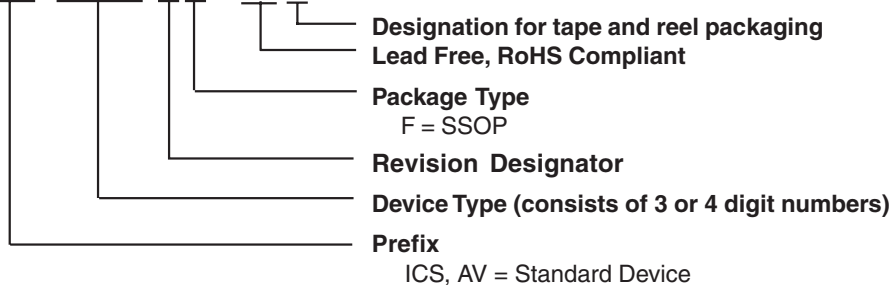 Designation for tape and reel packaging
Lead Free, RoHS Compliant
Package Type
F = SSOP
Revision Designator
Device Type (consists of 3 or 4 digit numbers)
Prefix
ICS, AV = Standard Device